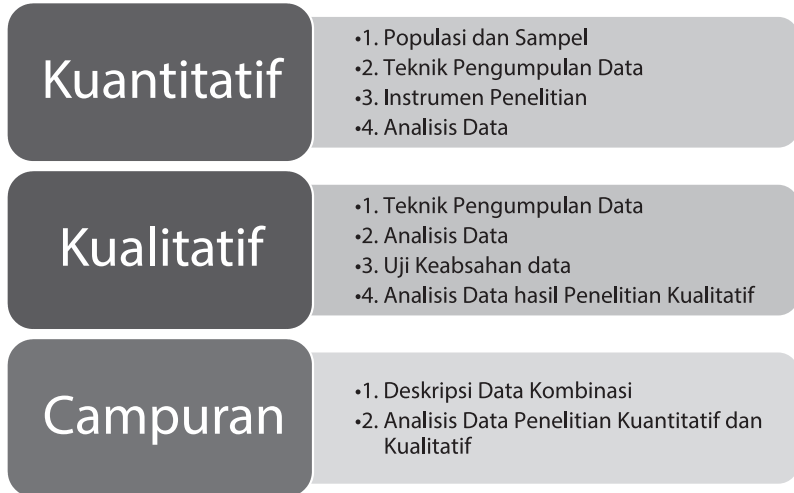 Kuantitatif
•1. Populasi dan Sampel
•2. Teknik Pengumpulan Data
•3. Instrumen Penelitian
•4. Analisis Data
Kualitatif
•1. Teknik Pengumpulan Data
•2. Analisis Data
•3. Uji Keabsahan data
•4. Analisis Data hasil Penelitian Kualitatif
Campuran
•1. Deskripsi Data Kombinasi
•2. Analisis Data Penelitian Kuantitatif dan
Kualitatif